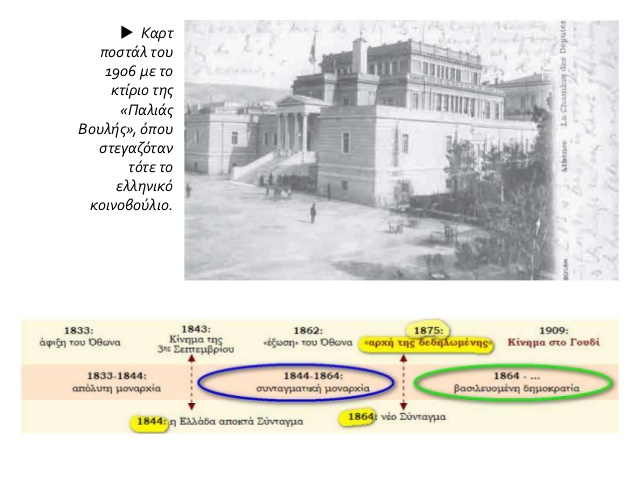 ▶ Καρτ
ποστάλ του
1906 με το
κτίριο της
«Παλιάς
Βουλής», όπου
στεγαζόταν
τότε το
ελληνικό
κοινοβούλιο.
La Chambre des Députés
Athènes
1833:
άφιξη του Όθωνα
1843:
Κίνημα της
3ης Σεπτεμβρίου
1862:
«έξωση» του Όθωνα
1875:
«αρχή της δεδηλωμένης»
1909:
Κίνημα στο Γουδί
1833-1844:
απόλυτη μοναρχία
1844-1864:
συνταγματική μοναρχία
1864 - ...
βασιλευομένη δημοκρατία
1844: η Ελλάδα αποκτά Σύνταγμα
1864: νέο Σύνταγμα